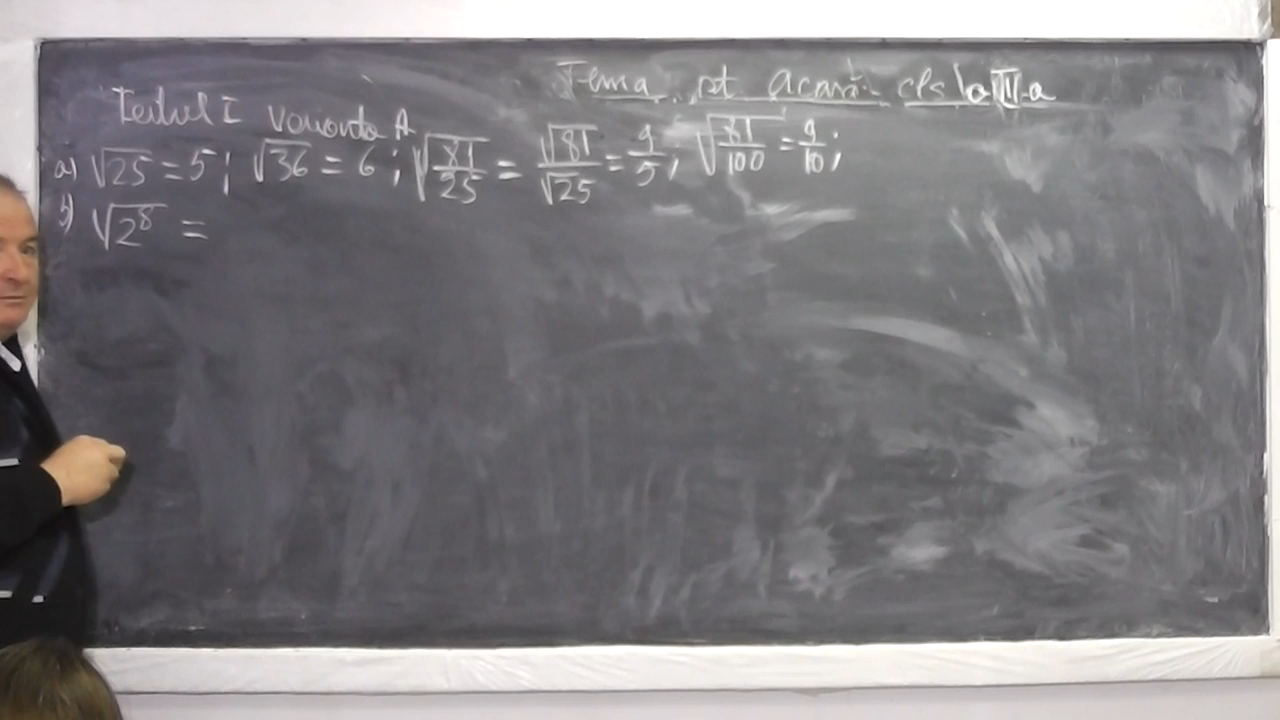 Tema pt acasă cls a VII-a
Testul I varianta A
a) √25 = 5; √36 = 6; √(81/25) = √81/√25 = 9/5; √(81/100) = 9/10;
b) √2⁸ =